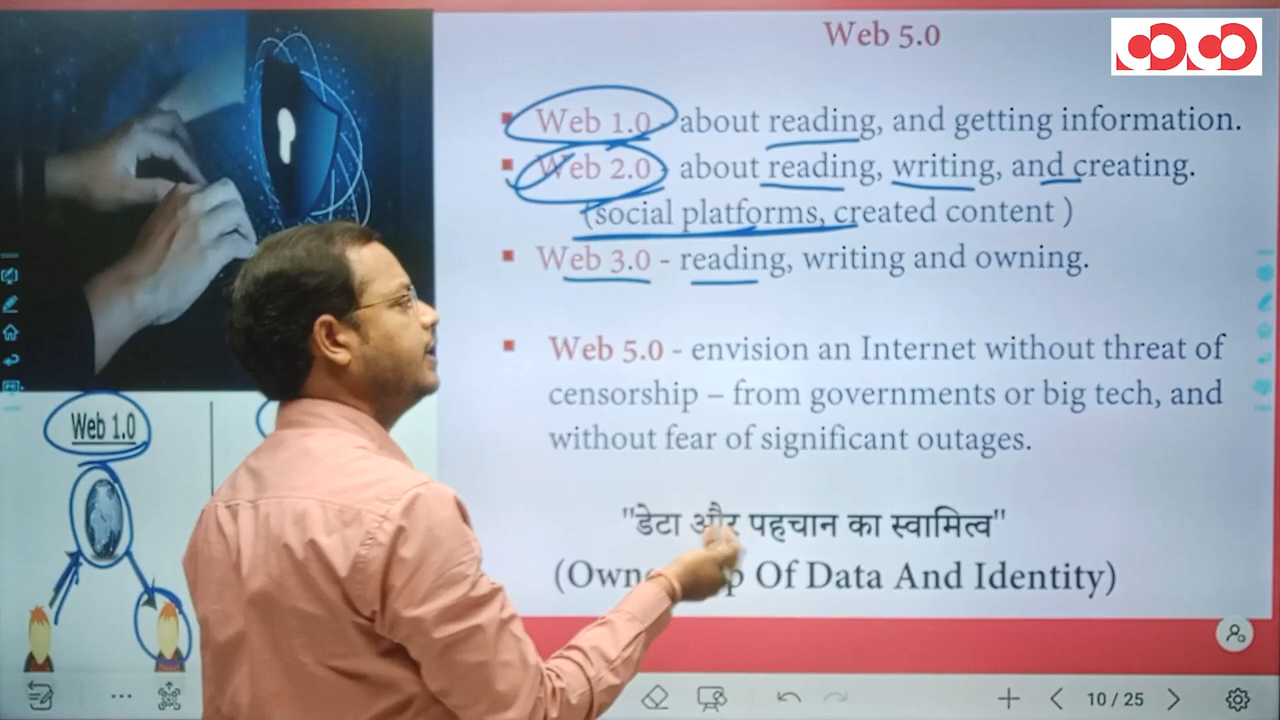 Web 5.0
Web 1.0 about reading, and getting information.
Web 2.0 about reading, writing, and creating.
(social platforms, created content )
Web 3.0 - reading, writing and owning.
Web 5.0 - envision an Internet without threat of
censorship – from governments or big tech, and
without fear of significant outages.
"डेटा और पहचान का स्वामित्व"
Of Data And Identity)
Web 1.0
10 / 25